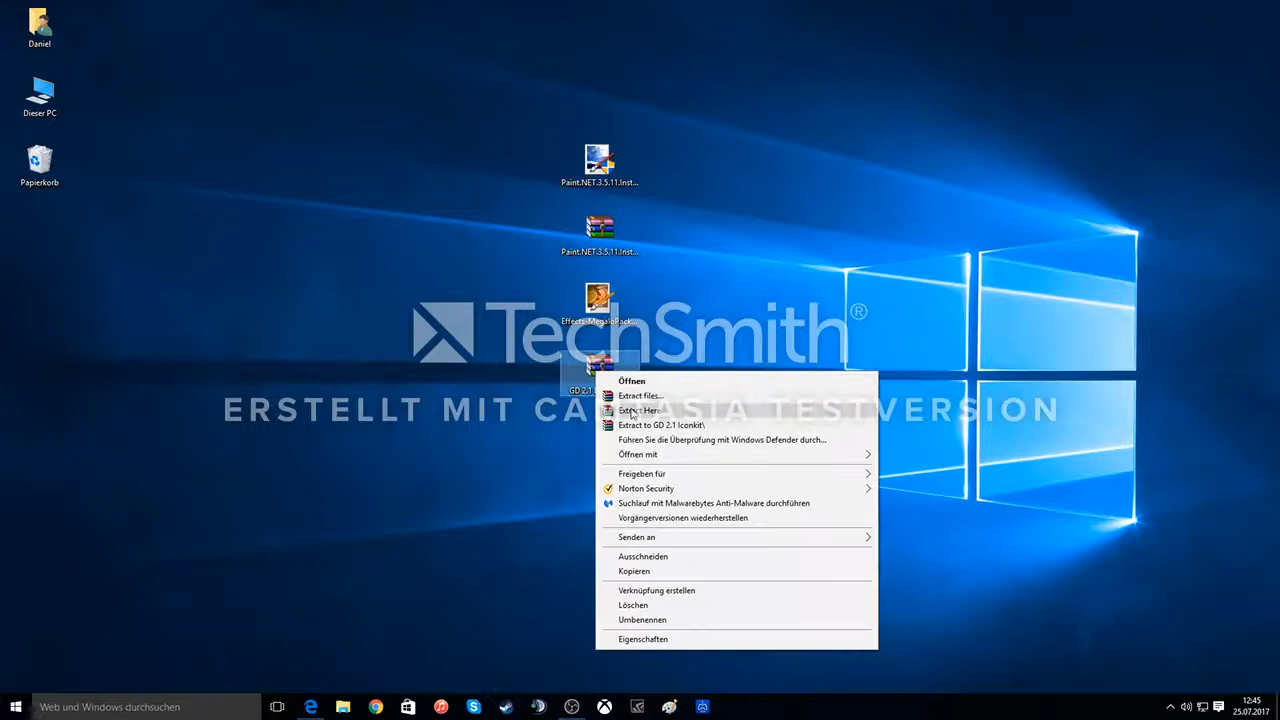 Daniel
Dieser PC
Papierkorb
Paint.NET.3.5.11.Inst...
Paint.NET.3.5.11.Inst...
Effects-MegaloPack...
TechSmith®
ERSTELLT MIT CAMTASIA TESTVERSION
GD 2.1
Öffnen
Extract files...
Extract Here
Extract to GD 2.1 Iconkit\
Führen Sie die Überprüfung mit Windows Defender durch...
Öffnen mit
Freigeben für
Norton Security
Suchlauf mit Malwarebytes Anti-Malware durchführen
Vorgängerversionen wiederherstellen
Senden an
Ausschneiden
Kopieren
Verknüpfung erstellen
Löschen
Umbenennen
Eigenschaften
Web und Windows durchsuchen
12:45
25.07.2017